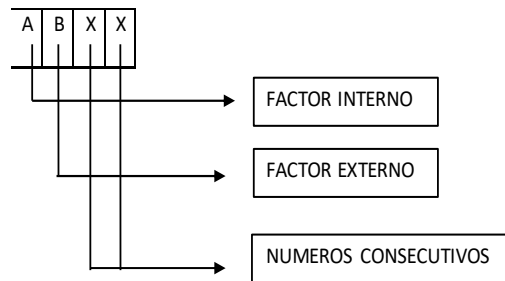 A B X X
FACTOR INTERNO
FACTOR EXTERNO
NUMEROS CONSECUTIVOS